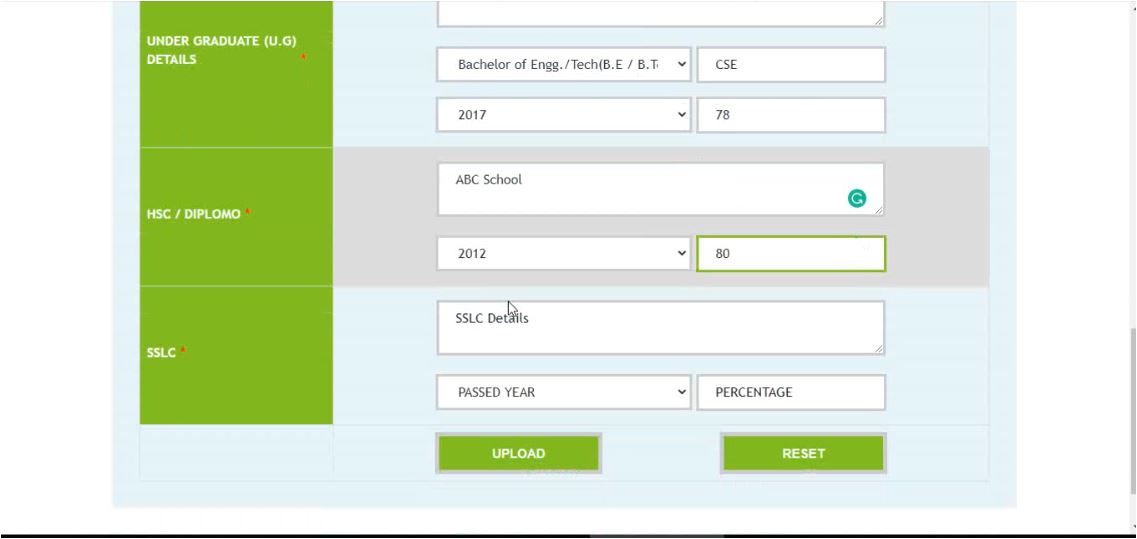 UNDER GRADUATE (U.G)
DETAILS *
Bachelor of Engg./Tech(B.E / B.T
CSE
2017
78
HSC / DIPLOMO *
ABC School
2012
80
SSLC *
SSLC Details
PASSED YEAR
PERCENTAGE
UPLOAD
RESET